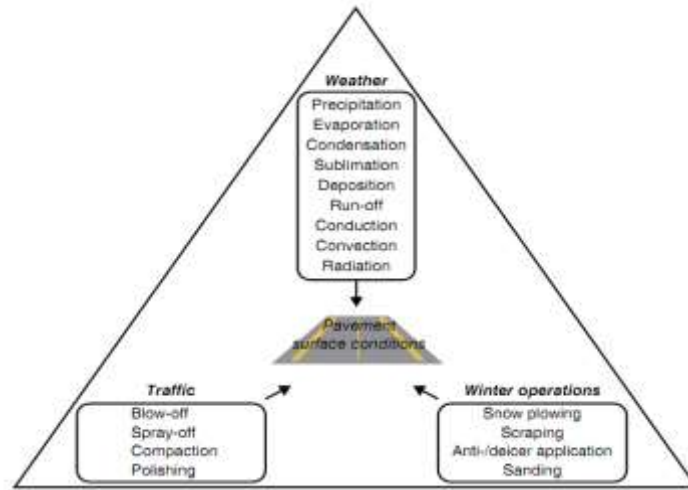 Weather
Precipitation
Evaporation
Condensation
Sublimation
Deposition
Run-off
Conduction
Convection
Radiation
Pavement
surface conditions
Traffic
Blow-off
Spray-off
Compaction
Polishing
Winter operations
Snow plowing
Scraping
Anti-/deicer application
Sanding